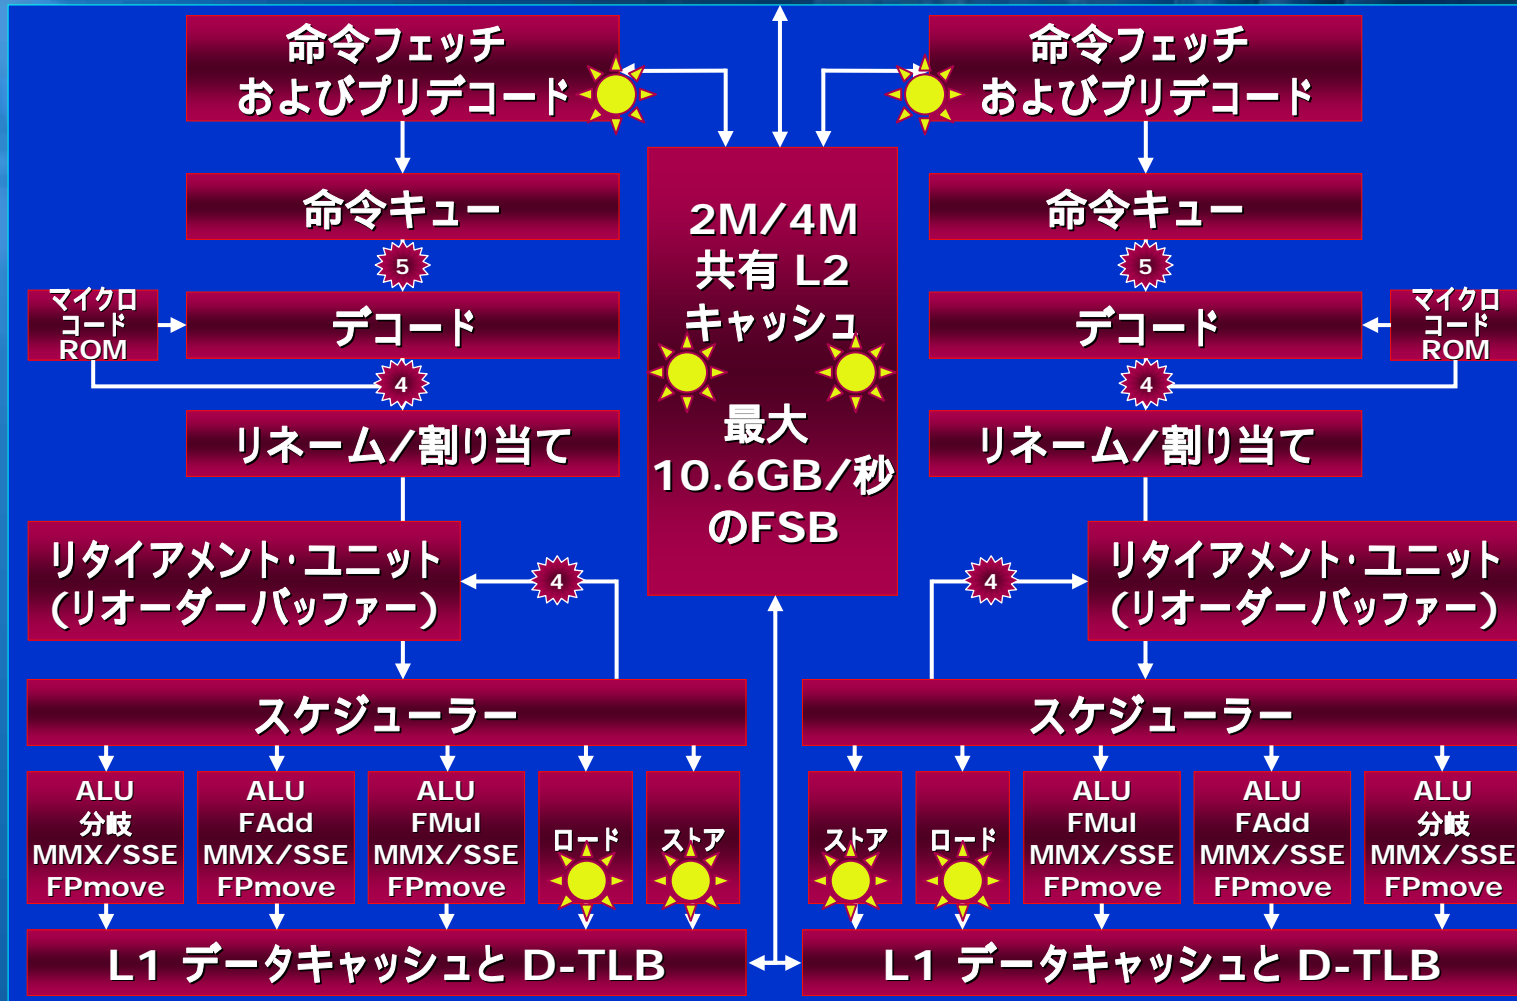 命令フェッチ
およびプリデコード
命令キュー
5
マイクロ
コード
ROM
デコード
4
リネーム/割り当て
リタイアメント・ユニット
(リオーダーバッファー)
4
スケジューラー
ALU
分岐
MMX/SSE
FPmove
ALU
FAdd
MMX/SSE
FPmove
ALU
FMul
MMX/SSE
FPmove
ロード
ストア
L1 データキャッシュと D-TLB
2M/4M
共有 L2
キャッシュ
最大
10.6GB/秒
のFSB
命令フェッチ
およびプリデコード
命令キュー
5
デコード
マイクロ
コード
ROM
4
リネーム/割り当て
4
リタイアメント・ユニット
(リオーダーバッファー)
スケジューラー
ストア
ロード
ALU
FMul
MMX/SSE
FPmove
ALU
FAdd
MMX/SSE
FPmove
ALU
分岐
MMX/SSE
FPmove
L1 データキャッシュと D-TLB